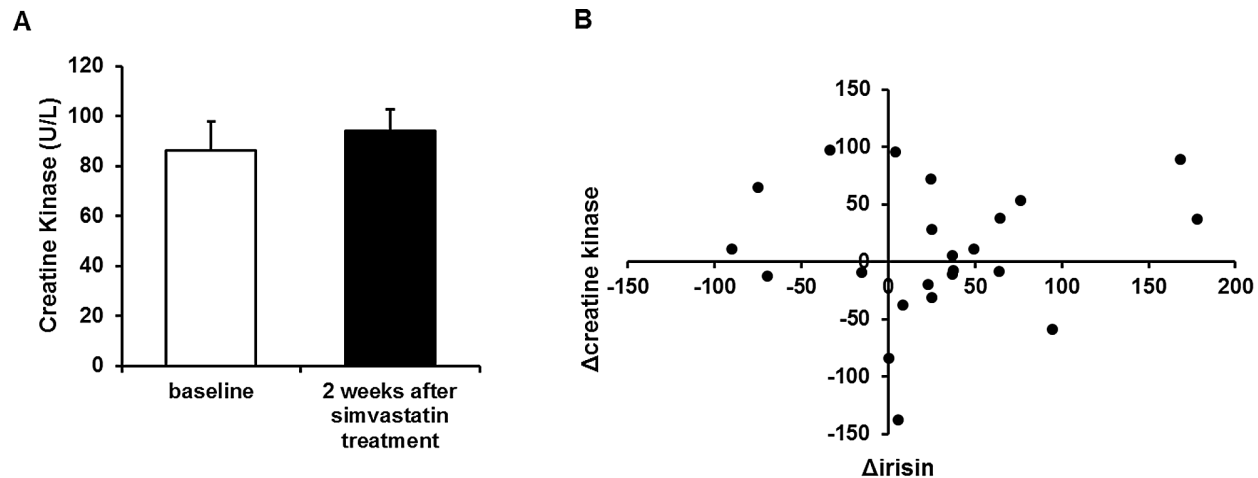 A
Creatine Kinase (U/L)
120
100
80
60
40
20
0
baseline
2 weeks after
simvastatin
treatment
B
Δcreatine kinase
150
100
50
0
-50
-100
-150
-150
-100
-50
0
50
100
150
200
Δirisin